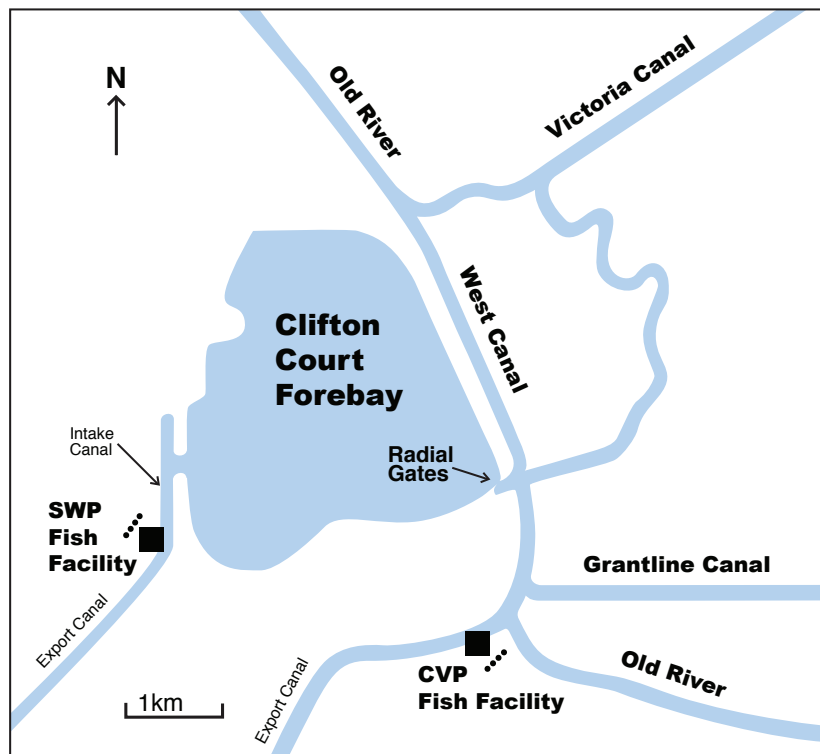 N
Old River
Victoria Canal
Clifton
Court
Forebay
West Canal
Intake
Canal
Radial
Gates
SWP
Fish
Facility
Grantline Canal
Export Canal
CVP
Fish Facility
Old River
Export Canal
1km